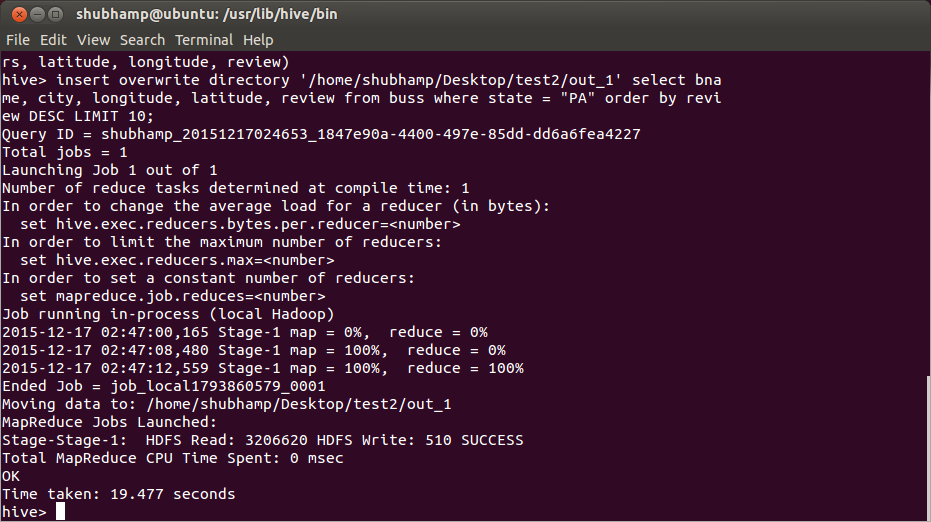 shubhamp@ubuntu: /usr/lib/hive/bin
File Edit View Search Terminal Help
rs, latitude, longitude, review)
hive> insert overwrite directory '/home/shubhamp/Desktop/test2/out_1' select bna
me, city, longitude, latitude, review from buss where state = "PA" order by revi
ew DESC LIMIT 10;
Query ID = shubhamp_20151217024653_1847e90a-4400-497e-85dd-dd6a6fea4227
Total jobs = 1
Launching Job 1 out of 1
Number of reduce tasks determined at compile time: 1
In order to change the average load for a reducer (in bytes):
  set hive.exec.reducers.bytes.per.reducer=<number>
In order to limit the maximum number of reducers:
  set hive.exec.reducers.max=<number>
In order to set a constant number of reducers:
  set mapreduce.job.reduces=<number>
Job running in-process (local Hadoop)
2015-12-17 02:47:00,165 Stage-1 map = 0%,  reduce = 0%
2015-12-17 02:47:08,480 Stage-1 map = 100%,  reduce = 0%
2015-12-17 02:47:12,559 Stage-1 map = 100%,  reduce = 100%
Ended Job = job_local1793860579_0001
Moving data to: /home/shubhamp/Desktop/test2/out_1
MapReduce Jobs Launched:
Stage-Stage-1:  HDFS Read: 3206620 HDFS Write: 510 SUCCESS
Total MapReduce CPU Time Spent: 0 msec
OK
Time taken: 19.477 seconds
hive>